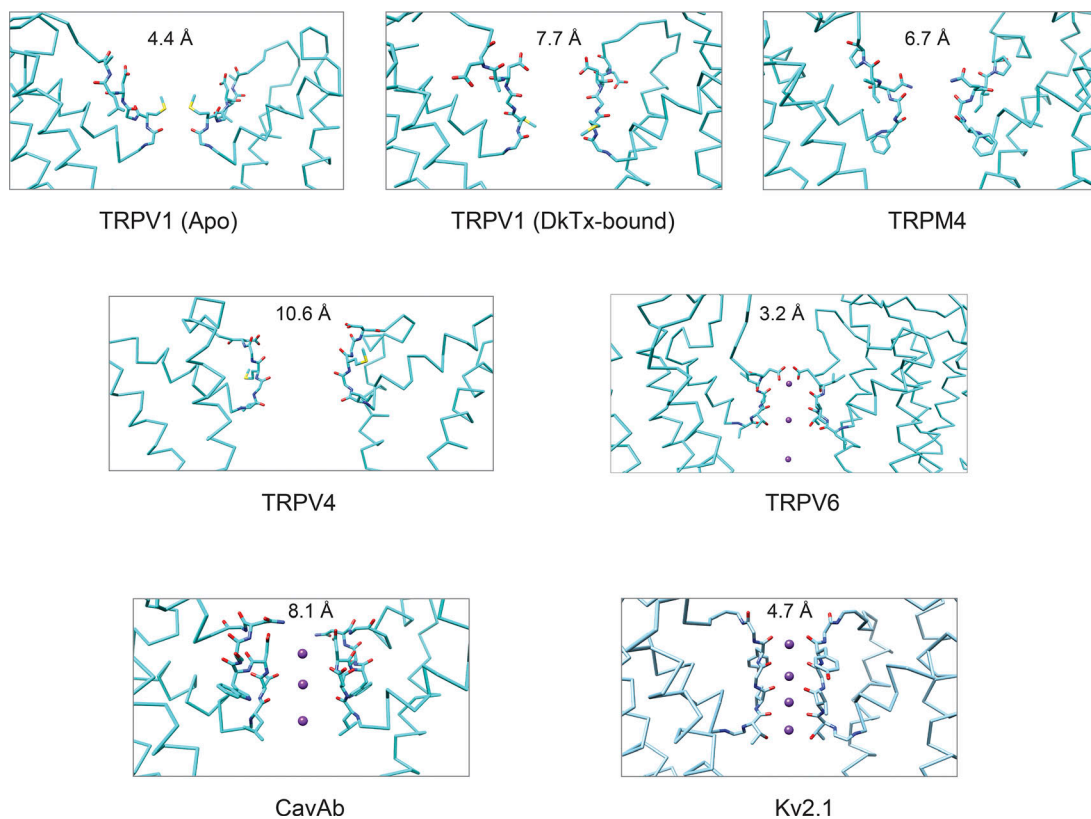 4.4 Å
7.7 Å
6.7 Å
TRPV1 (Apo)
TRPV1 (DkTx-bound)
TRPM4
10.6 Å
3.2 Å
TRPV4
TRPV6
8.1 Å
4.7 Å
CavAb
Kv2.1